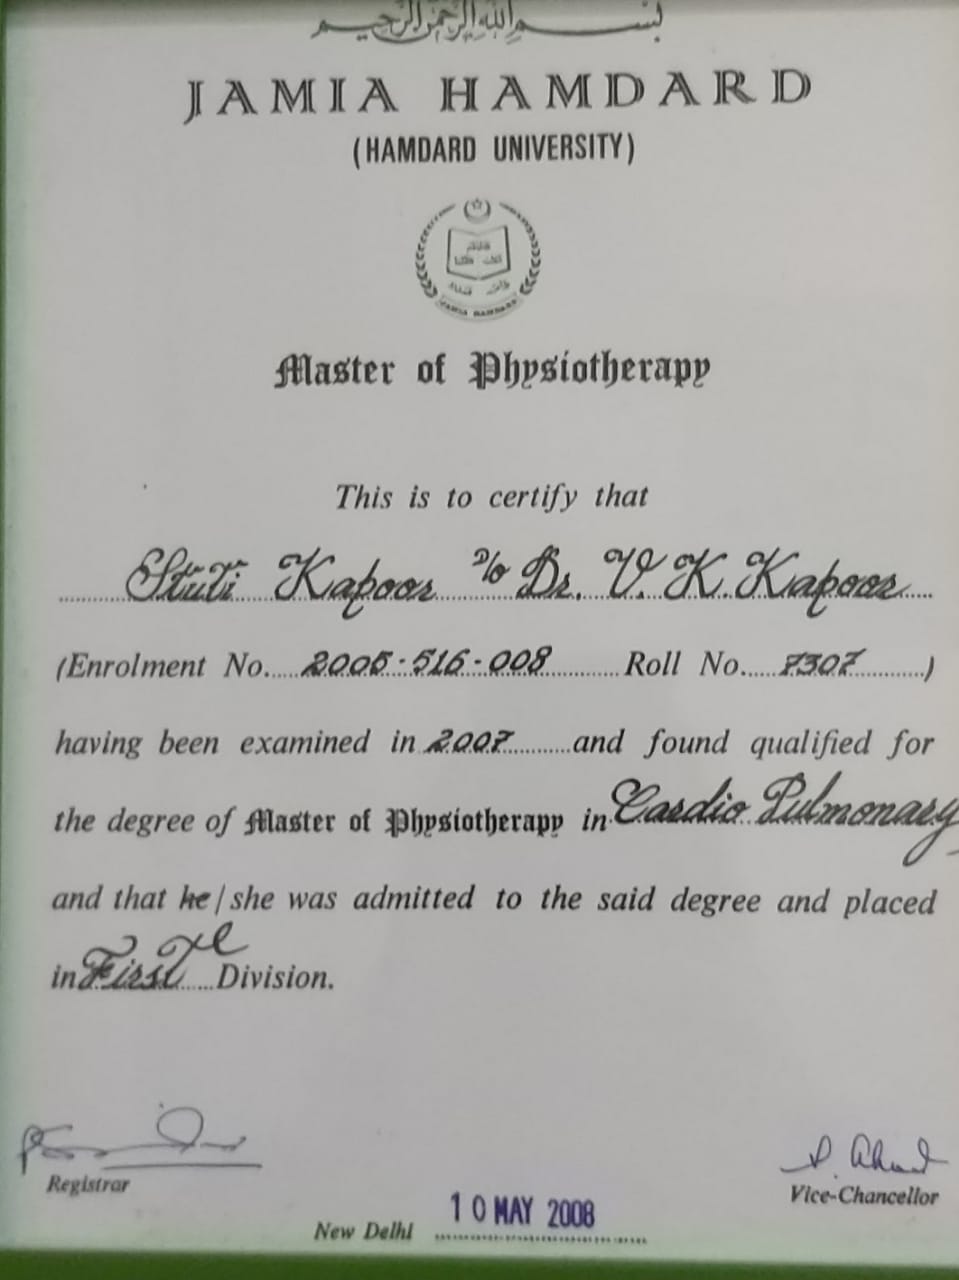 بسم الله الرحمن الرحيم
JAMIA HAMDARD
(HAMDARD UNIVERSITY)
JAMIA HAMDARD
Master of Physiotherapy
This is to certify that
Stuti Kapoor D/o Dr. V. K. Kapoor
(Enrolment No. 2005-516-008 Roll No. 7307)
having been examined in 2007 and found qualified for
the degree of Master of Physiotherapy in Cardio Pulmonary
and that he/she was admitted to the said degree and placed
in First Division.
Registrar
Vice-Chancellor
New Delhi 10 MAY 2008